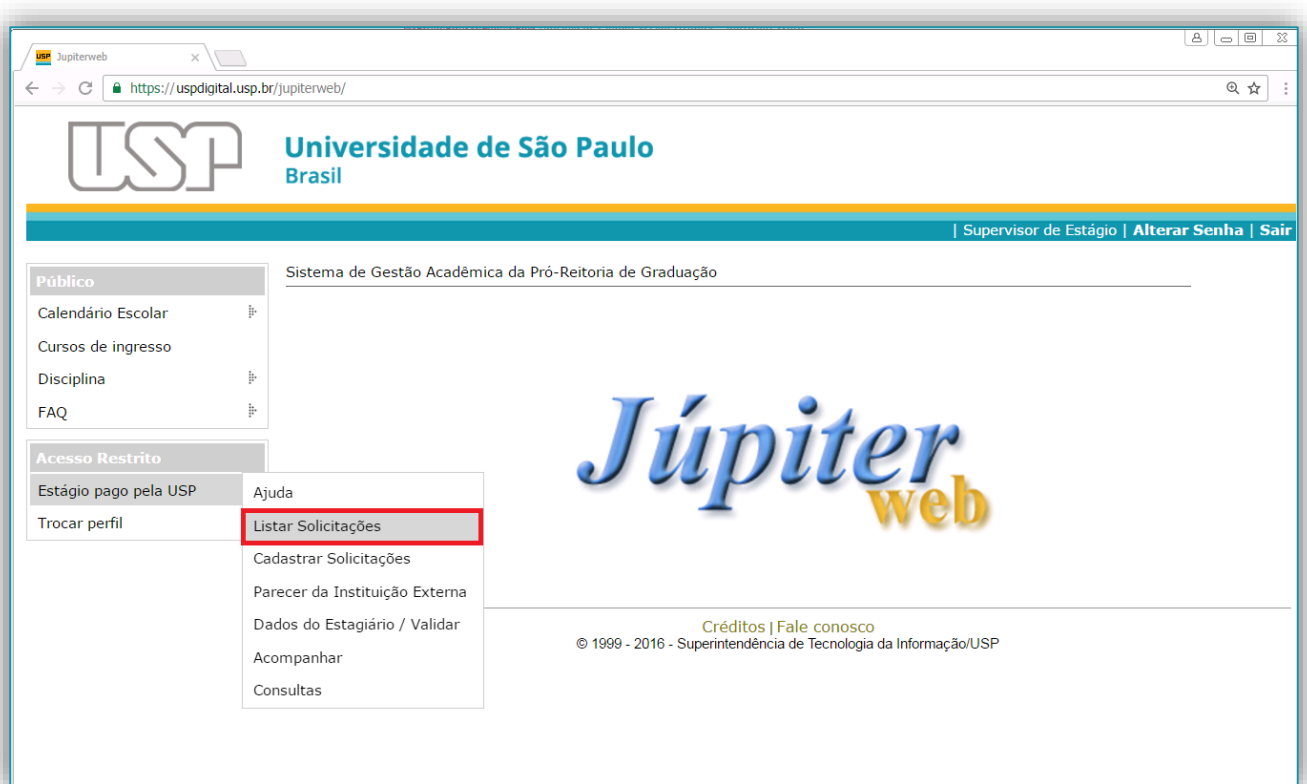 USP Jupiterweb
https://uspdigital.usp.br/jupiterweb/
USP
Universidade de São Paulo
Brasil
| Supervisor de Estágio | Alterar Senha | Sair
Público
Calendário Escolar
Cursos de ingresso
Disciplina
FAQ
Acesso Restrito
Estágio pago pela USP
Trocar perfil
Ajuda
Listar Solicitações
Cadastrar Solicitações
Parecer da Instituição Externa
Dados do Estagiário / Validar
Acompanhar
Consultas
Sistema de Gestão Acadêmica da Pró-Reitoria de Graduação
Júpiter
web
Créditos | Fale conosco
© 1999 - 2016 - Superintendência de Tecnologia da Informação/USP